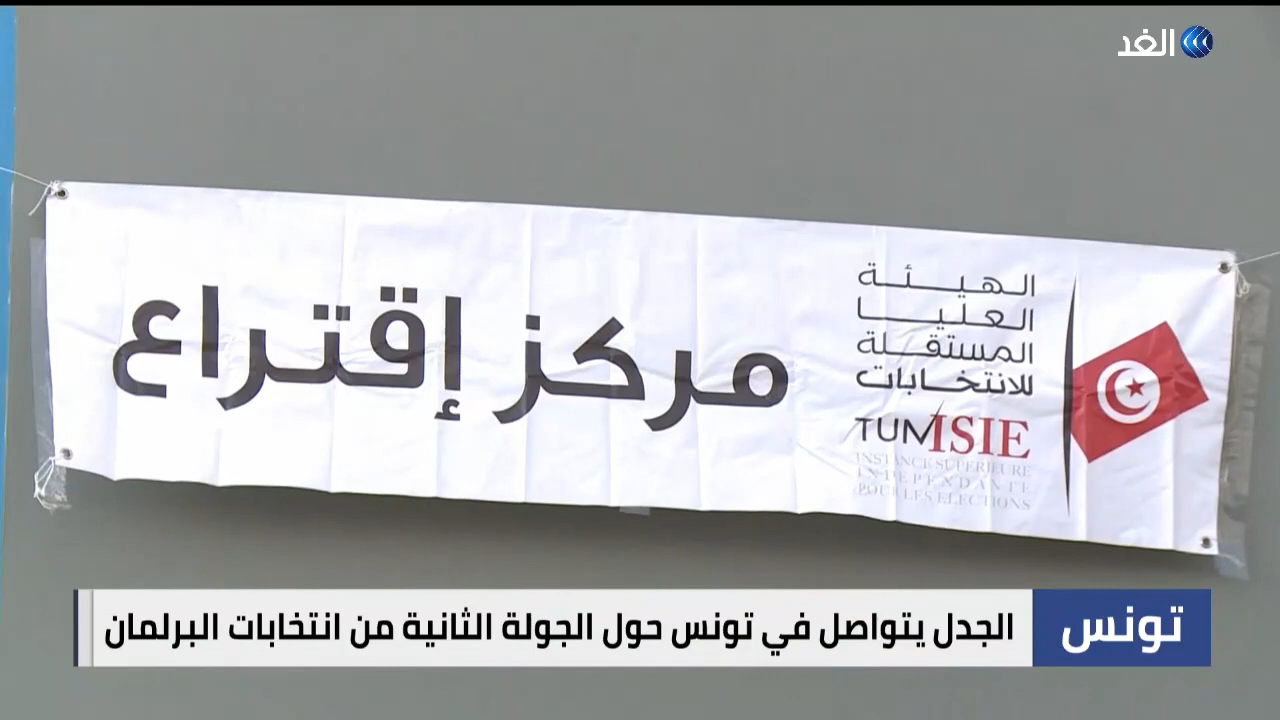 الغد
الهيئة
العليا
المستقلة
للانتخابات
TUNISIE
INSTANCE SUPERIEURE
INDEPENDANTE
POUR LES ELECTIONS
مركز إقتراع
تونس
الجدل يتواصل في تونس حول الجولة الثانية من انتخابات البرلمان